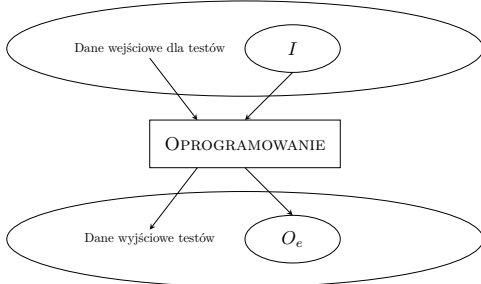 Dane wejściowe dla testów
I
OPROGRAMOWANIE
Dane wyjściowe testów
Oₑ